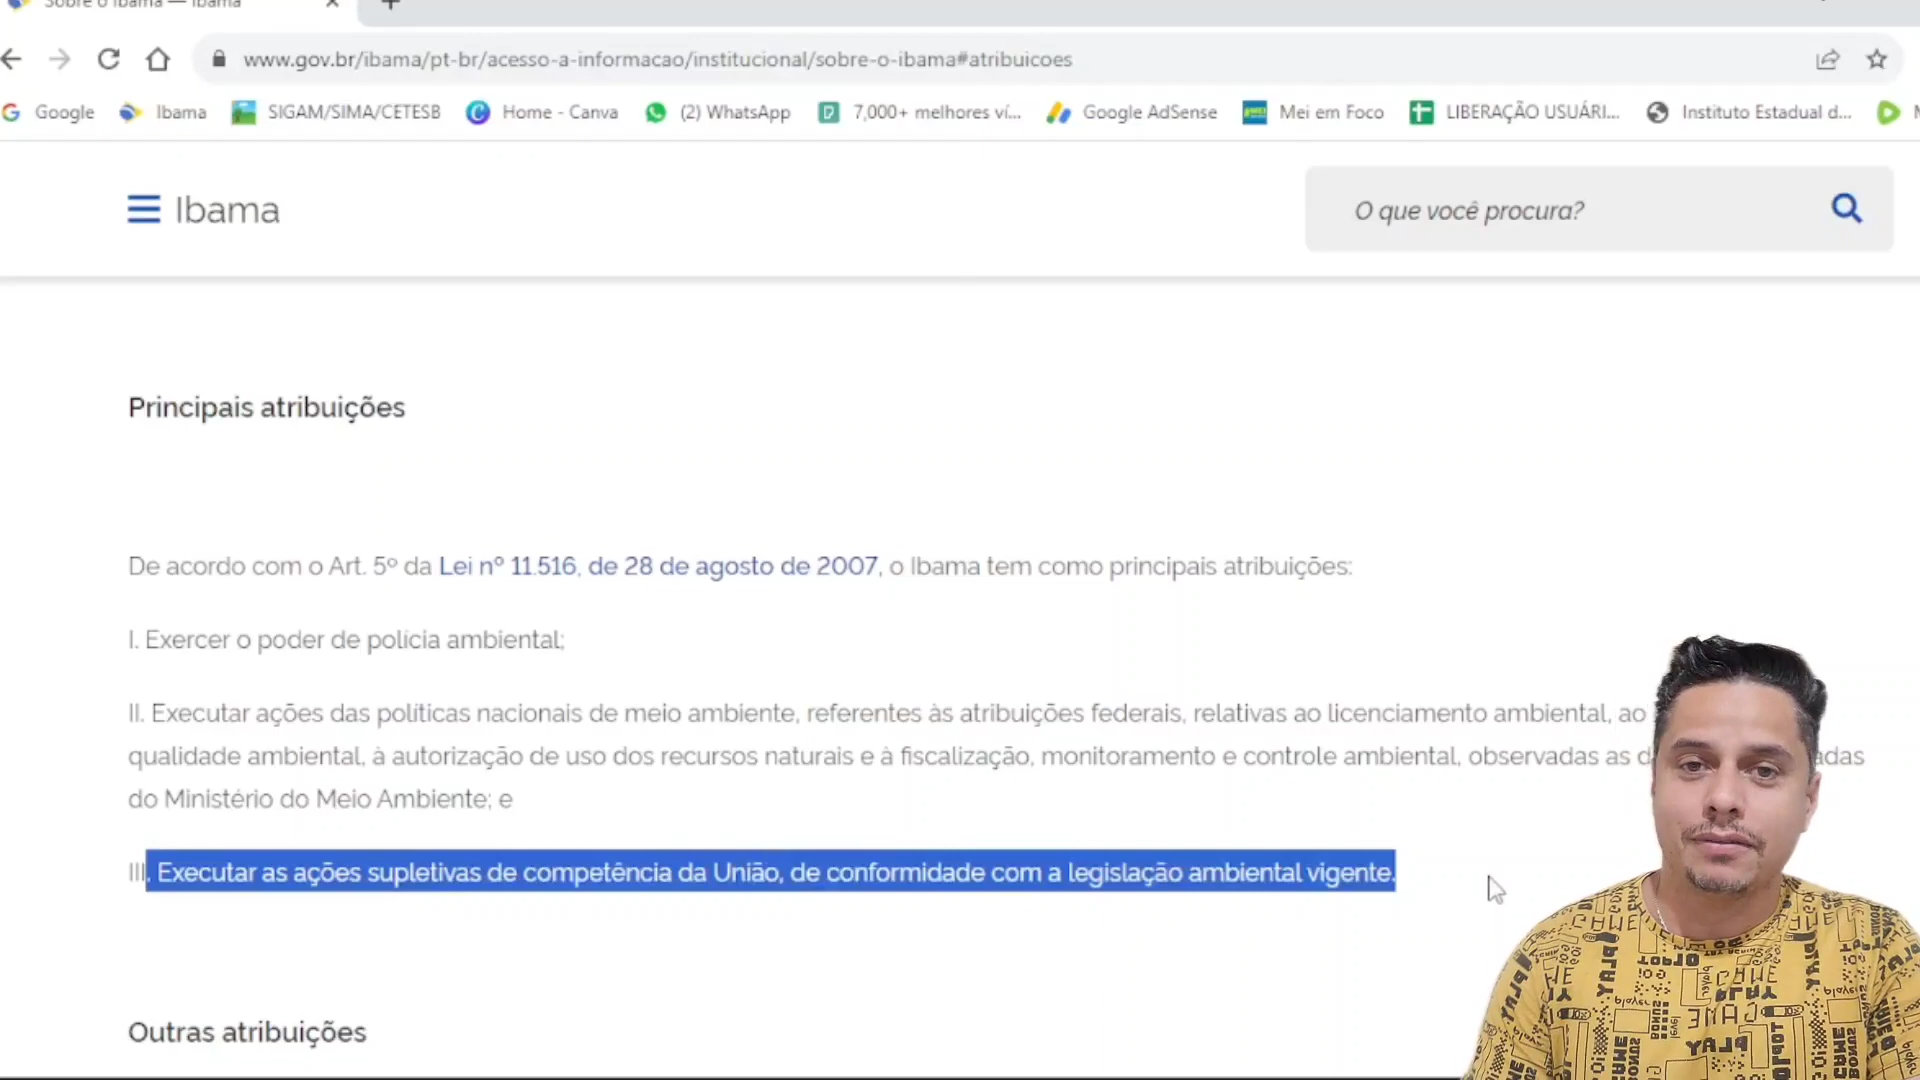 Sobre o Ibama — Ibama
www.gov.br/ibama/pt-br/acesso-a-informacao/institucional/sobre-o-ibama#atribuicoes
Google Ibama SIGAM/SIMA/CETESB Home - Canva (2) WhatsApp 7,000+ melhores ví... Google AdSense Mei em Foco LIBERAÇÃO USUÁRI... Instituto Estadual d...
Ibama
O que você procura?
Principais atribuições
De acordo com o Art. 5º da Lei nº 11.516, de 28 de agosto de 2007, o Ibama tem como principais atribuições:
I. Exercer o poder de polícia ambiental;
II. Executar ações das políticas nacionais de meio ambiente, referentes às atribuições federais, relativas ao licenciamento ambiental, ao
qualidade ambiental, à autorização de uso dos recursos naturais e à fiscalização, monitoramento e controle ambiental, observadas as
do Ministério do Meio Ambiente; e
III. Executar as ações supletivas de competência da União, de conformidade com a legislação ambiental vigente.
Outras atribuições